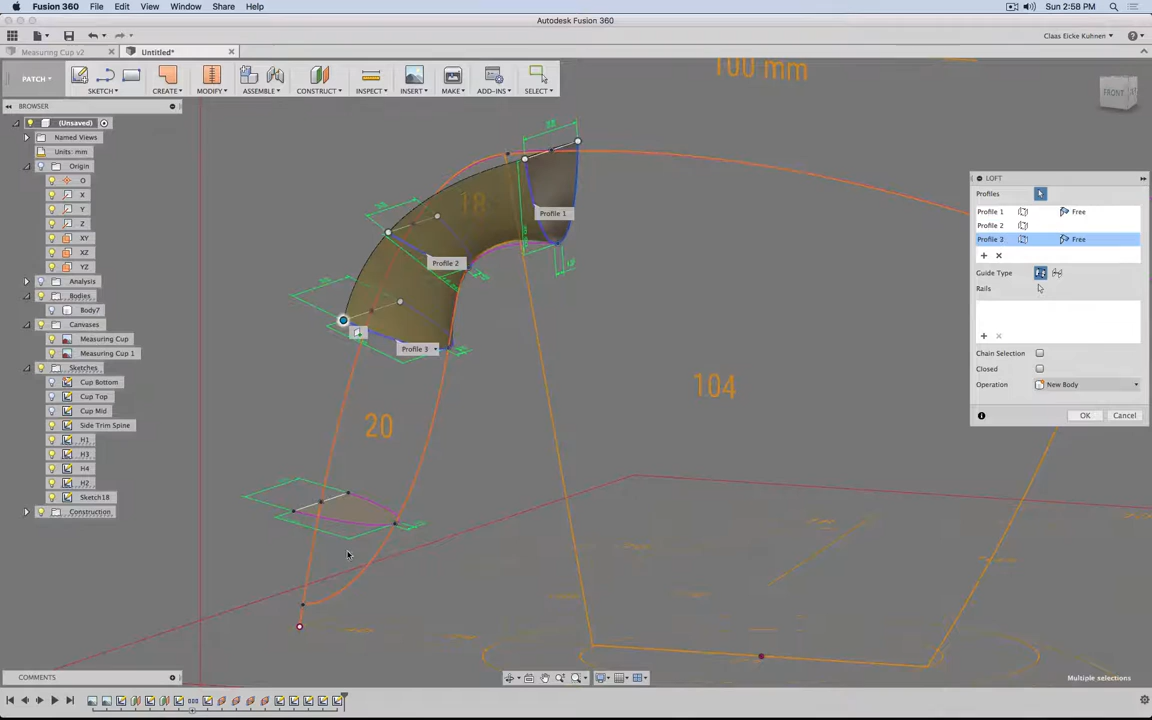 Fusion 360 File Edit View Window Share Help
Sun 2:58 PM
Autodesk Fusion 360
Claas Eicke Kuhnen
Measuring Cup v2
Untitled*
PATCH
SKETCH
CREATE
MODIFY
ASSEMBLE
CONSTRUCT
INSPECT
INSERT
MAKE
ADD-INS
SELECT
BROWSER
(Unsaved)
Named Views
Units: mm
Origin
O
X
Y
Z
XY
XZ
YZ
Analysis
Bodies
Body7
Canvases
Measuring Cup
Measuring Cup 1
Sketches
Cup Bottom
Cup Top
Cup Mid
Side Trim Spine
H1
H3
H4
H2
Sketch18
Construction
100 mm
FRONT
18
Profile 1
Profile 2
Profile 3
20
104
LOFT
Profiles
Profile 1 Free
Profile 2
Profile 3 Free
Guide Type
Rails
Chain Selection
Closed
Operation New Body
OK Cancel
COMMENTS
Multiple selections